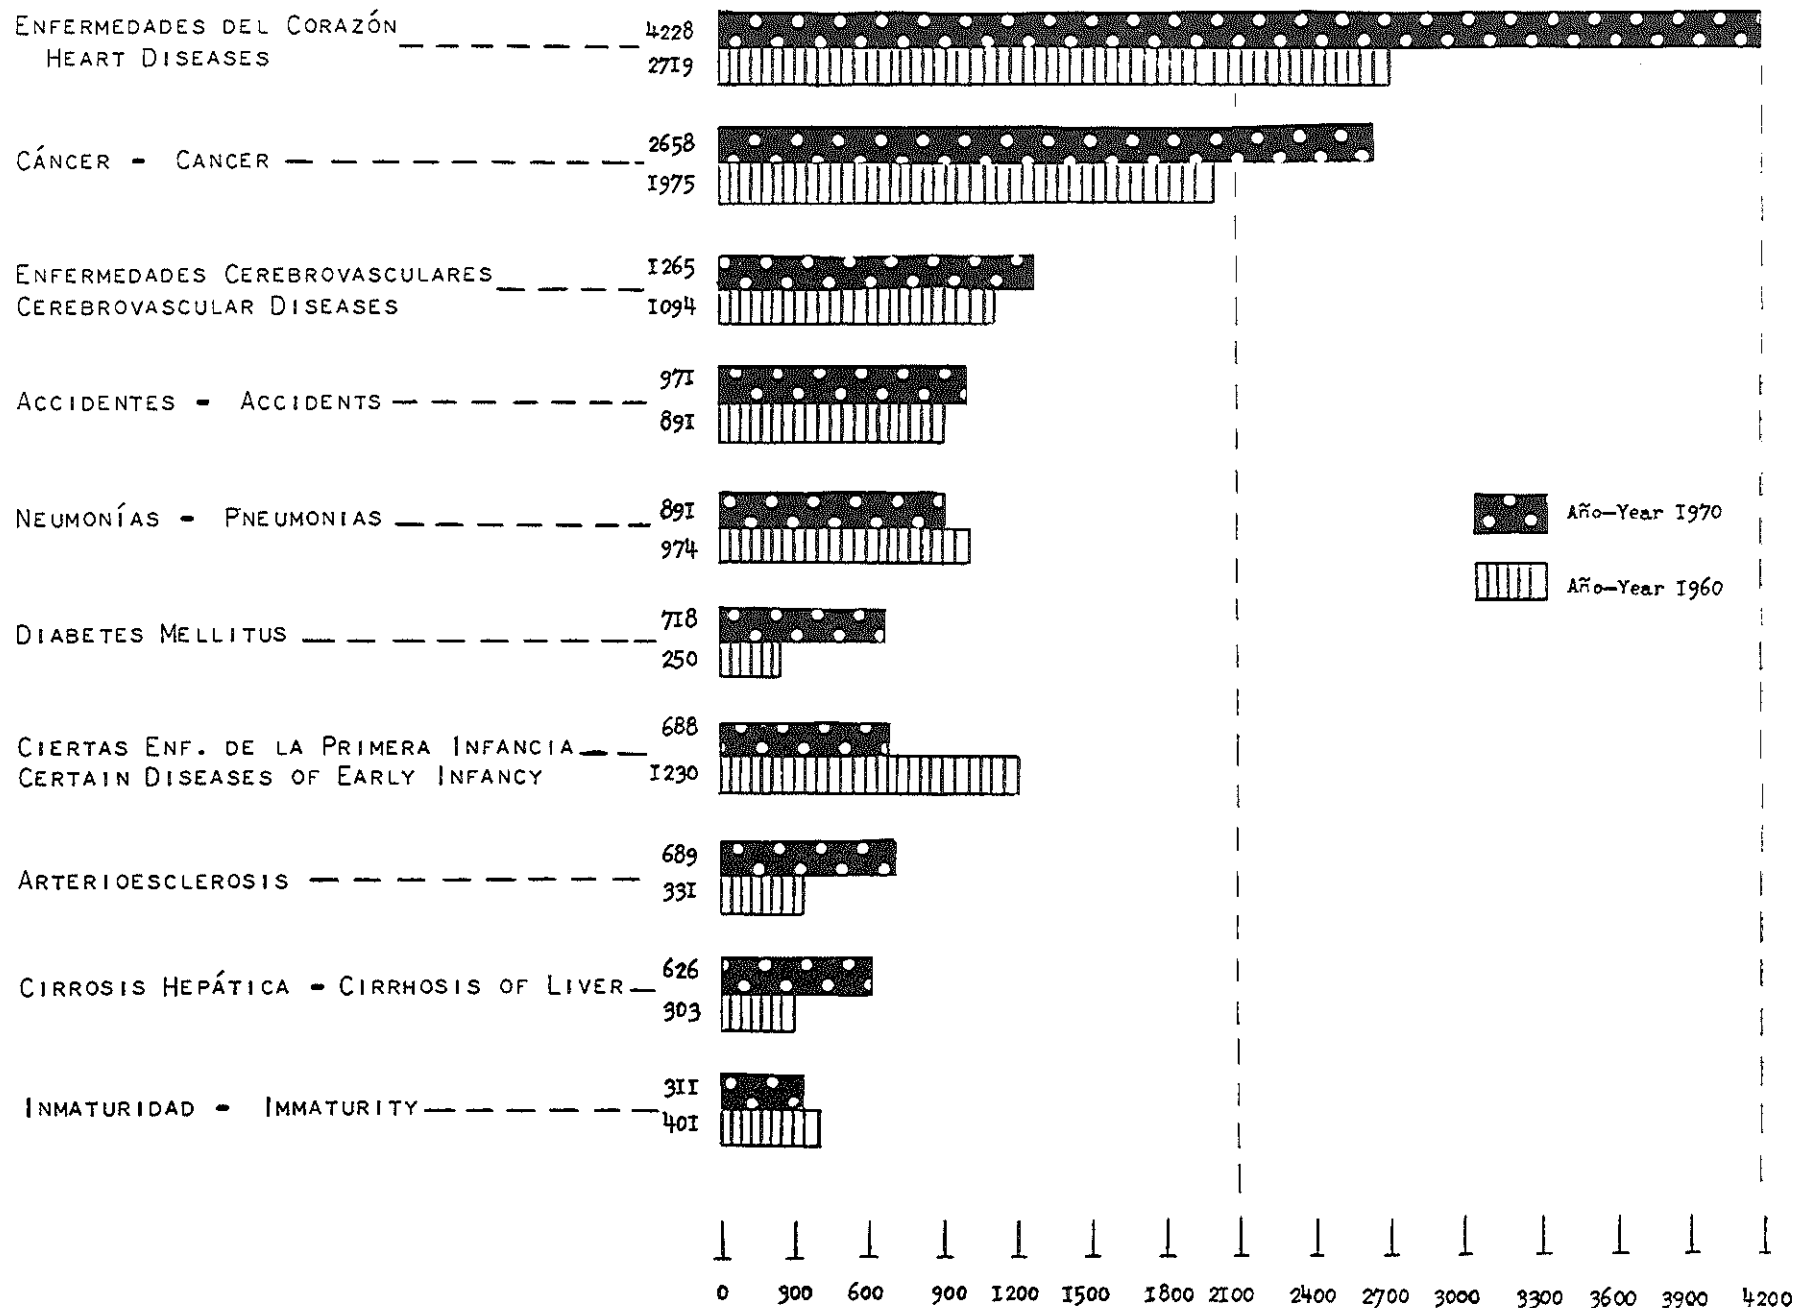 ENFERMEDADES DEL CORAZÓN
HEART DISEASES
4228
2719
CÁNCER - CANCER
2658
1975
ENFERMEDADES CEREBROVASCULARES
CEREBROVASCULAR DISEASES
1265
1094
ACCIDENTES - ACCIDENTS
971
891
NEUMONÍAS - PNEUMONIAS
891
974
Año-Year 1970
Año-Year 1960
DIABETES MELLITUS
718
250
CIERTAS ENF. DE LA PRIMERA INFANCIA
CERTAIN DISEASES OF EARLY INFANCY
688
1230
ARTERIOESCLEROSIS
689
331
CIRROSIS HEPÁTICA - CIRRHOSIS OF LIVER
626
303
INMATURIDAD - IMMATURITY
311
401
0 300 600 900 1200 1500 1800 2100 2400 2700 3000 3300 3600 3900 4200